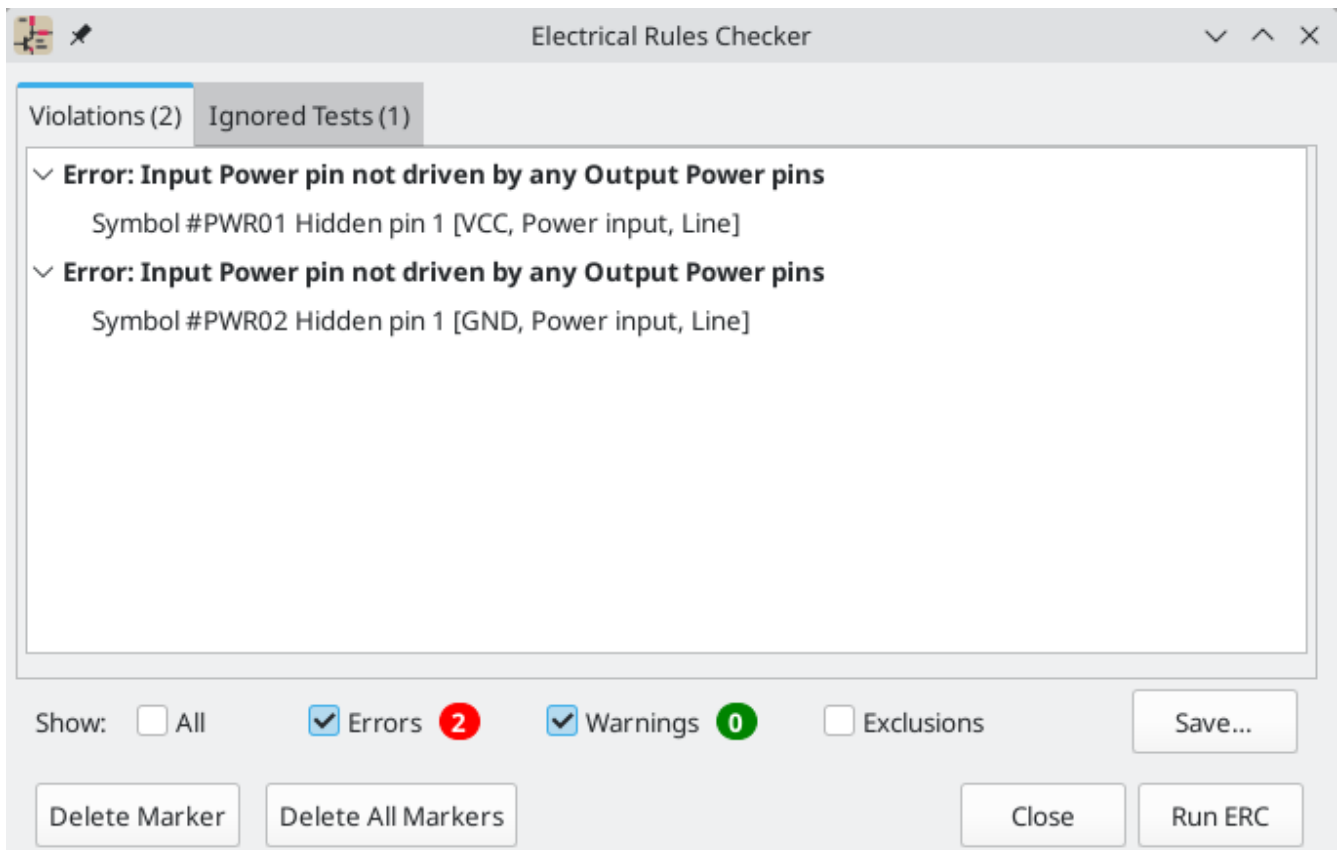 Electrical Rules Checker
Violations (2) Ignored Tests (1)
Error: Input Power pin not driven by any Output Power pins
Symbol #PWR01 Hidden pin 1 [VCC, Power input, Line]
Error: Input Power pin not driven by any Output Power pins
Symbol #PWR02 Hidden pin 1 [GND, Power input, Line]
Show: All Errors 2 Warnings 0 Exclusions Save...
Delete Marker Delete All Markers Close Run ERC